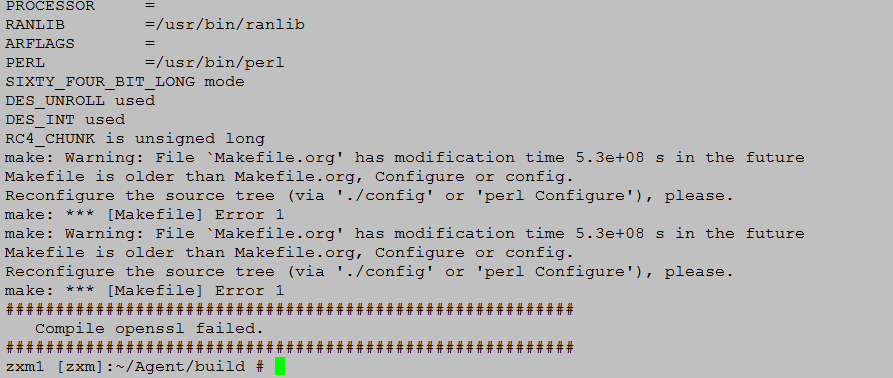 PROCESSOR     =
RANLIB        =/usr/bin/ranlib
ARFLAGS       =
PERL          =/usr/bin/perl
SIXTY_FOUR_BIT_LONG mode
DES_UNROLL used
DES_INT used
RC4_CHUNK is unsigned long
make: Warning: File `Makefile.org' has modification time 5.3e+08 s in the future
Makefile is older than Makefile.org, Configure or config.
Reconfigure the source tree (via './config' or 'perl Configure'), please.
make: *** [Makefile] Error 1
make: Warning: File `Makefile.org' has modification time 5.3e+08 s in the future
Makefile is older than Makefile.org, Configure or config.
Reconfigure the source tree (via './config' or 'perl Configure'), please.
make: *** [Makefile] Error 1
#########################################################
   Compile openssl failed.
#########################################################
zxm1 [zxm]:~/Agent/build #